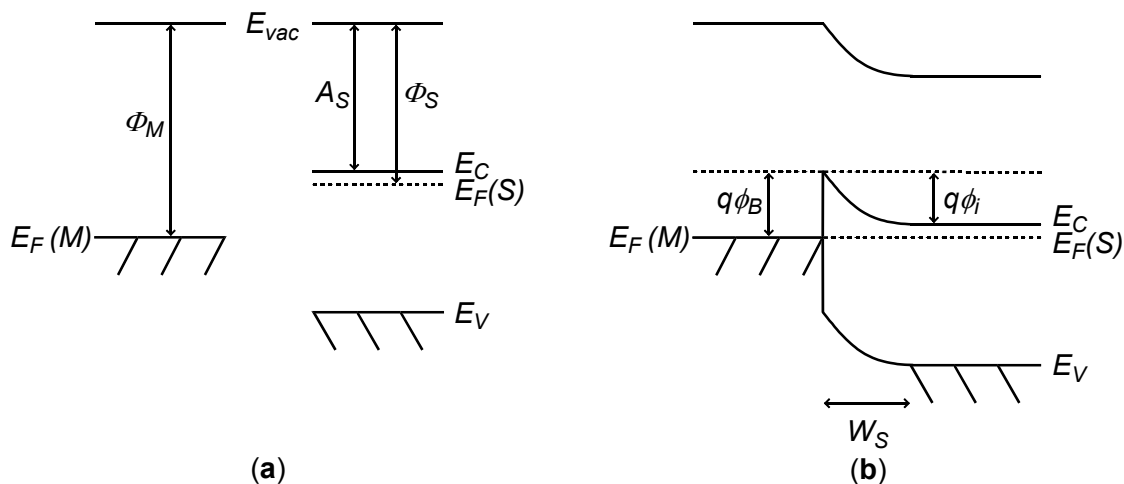 E_vac
A_S
Φ_S
Φ_M
E_C
E_F(S)
E_F(M)
E_V
(a)
qϕ_B
qϕ_i
E_C
E_F(M)
E_F(S)
E_V
W_S
(b)